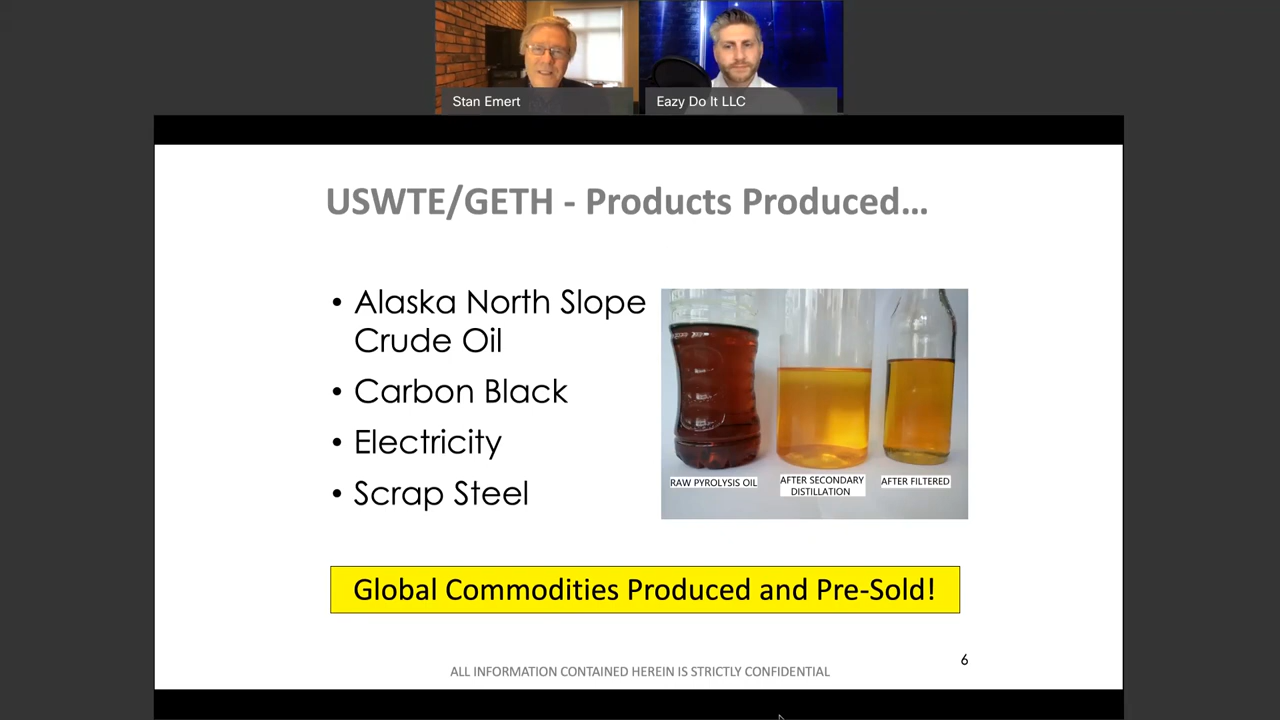 Stan Emert
Eazy Do It LLC
USWTE/GETH - Products Produced...
• Alaska North Slope
Crude Oil
• Carbon Black
• Electricity
• Scrap Steel
RAW PYROLYSIS OIL
AFTER SECONDARY
DISTILLATION
AFTER FILTERED
Global Commodities Produced and Pre-Sold!
6
ALL INFORMATION CONTAINED HEREIN IS STRICTLY CONFIDENTIAL